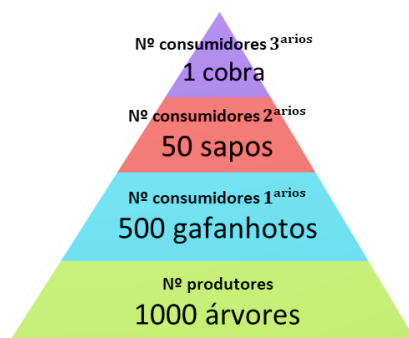 Nº consumidores 3ᵃʳⁱᵒˢ
1 cobra
Nº consumidores 2ᵃʳⁱᵒˢ
50 sapos
Nº consumidores 1ᵃʳⁱᵒˢ
500 gafanhotos
Nº produtores
1000 árvores